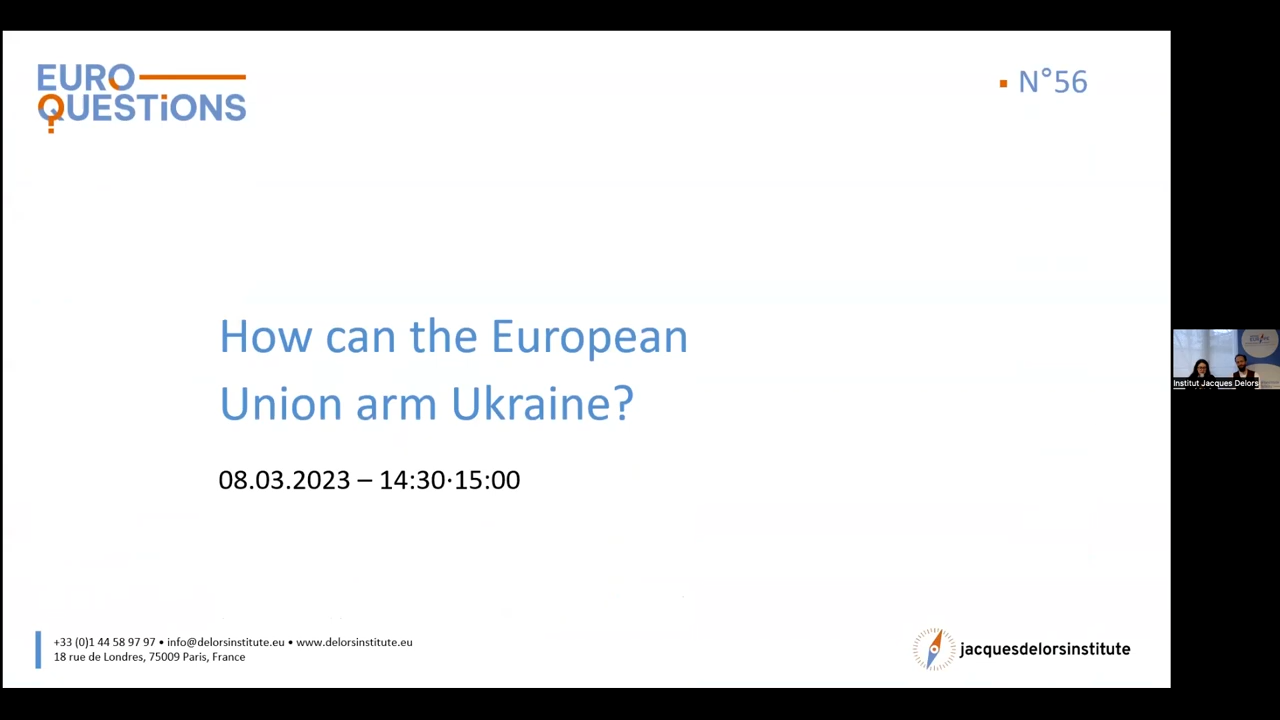 EURO
QUESTiONS
N°56
How can the European
Union arm Ukraine?
08.03.2023 – 14:30·15:00
Institut Jacques Delors
+33 (0)1 44 58 97 97 • info@delorsinstitute.eu • www.delorsinstitute.eu
18 rue de Londres, 75009 Paris, France
jacquesdelorsinstitute